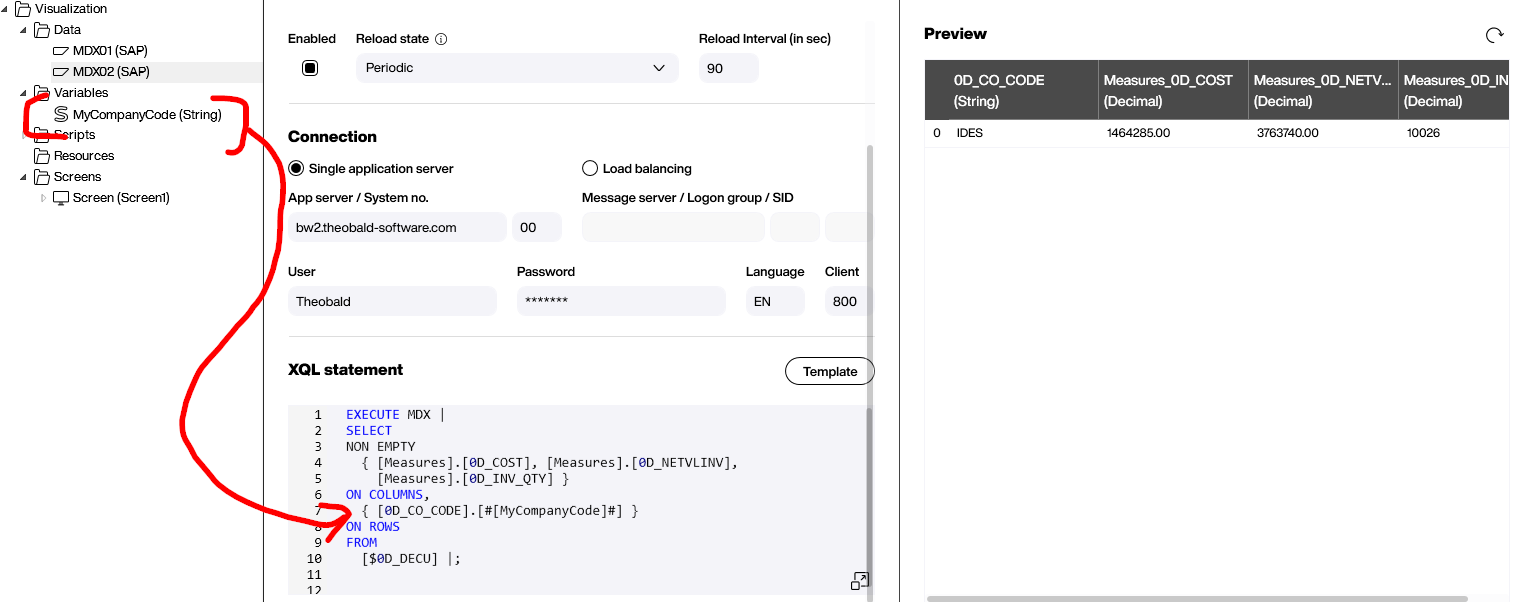 Visualization
Data
MDX01 (SAP)
MDX02 (SAP)
Variables
MyCompanyCode (String)
Scripts
Resources
Screens
Screen (Screen1)
Enabled Reload state Reload Interval (in sec)
Periodic 90
Connection
Single application server Load balancing
App server / System no. Message server / Logon group / SID
bw2.theobald-software.com 00
User Password Language Client
Theobald ******* EN 800
XQL statement Template
1 EXECUTE MDX |
2 SELECT
3 NON EMPTY
4 { [Measures].[0D_COST], [Measures].[0D_NETVLINV],
5 [Measures].[0D_INV_QTY] }
6 ON COLUMNS,
7 { [0D_CO_CODE].[#[MyCompanyCode]#] }
8 ON ROWS
9 FROM
10 [$0D_DECU] |;
11
12
Preview
0D_CO_CODE Measures_0D_COST Measures_0D_NETV... Measures_0D_IN
(String) (Decimal) (Decimal) (Decimal)
0 IDES 1464285.00 3763740.00 10026